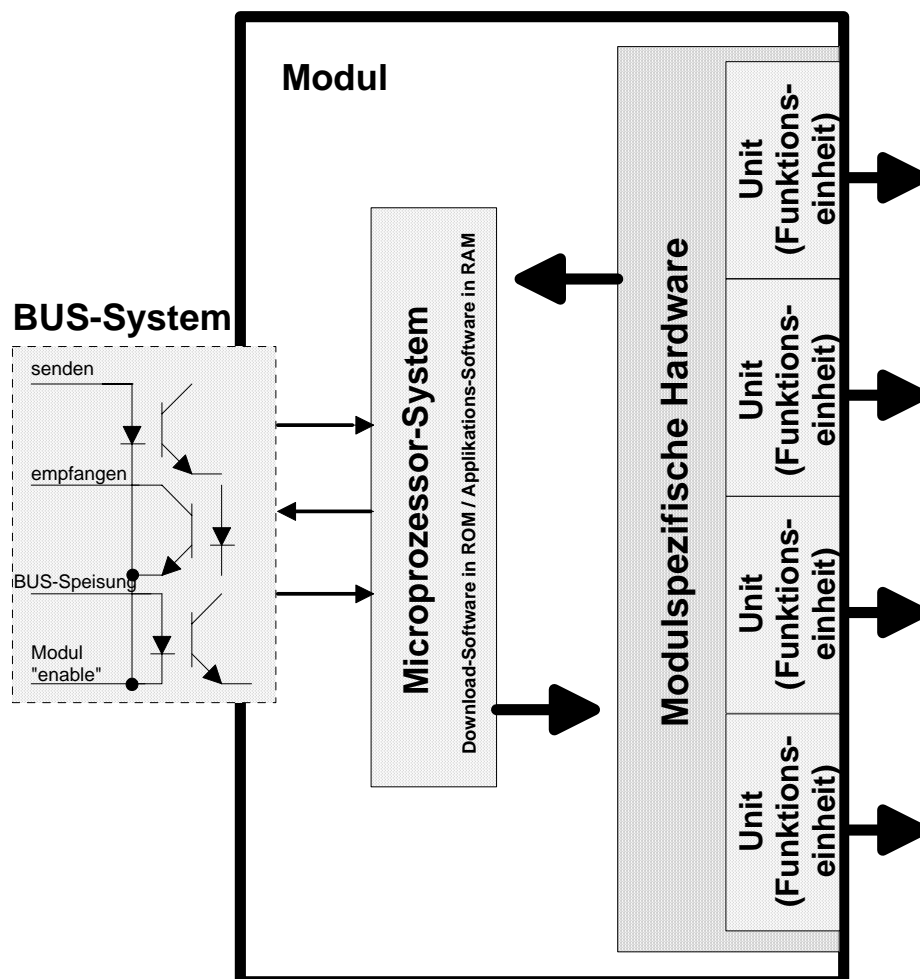 Modul
BUS-System
senden
empfangen
BUS-Speisung
Modul
"enable"
Microprozessor-System
Download-Software in ROM / Applikations-Software in RAM
Modulspezifische Hardware
Unit
(Funktions-
einheit)
Unit
(Funktions-
einheit)
Unit
(Funktions-
einheit)
Unit
(Funktions-
einheit)